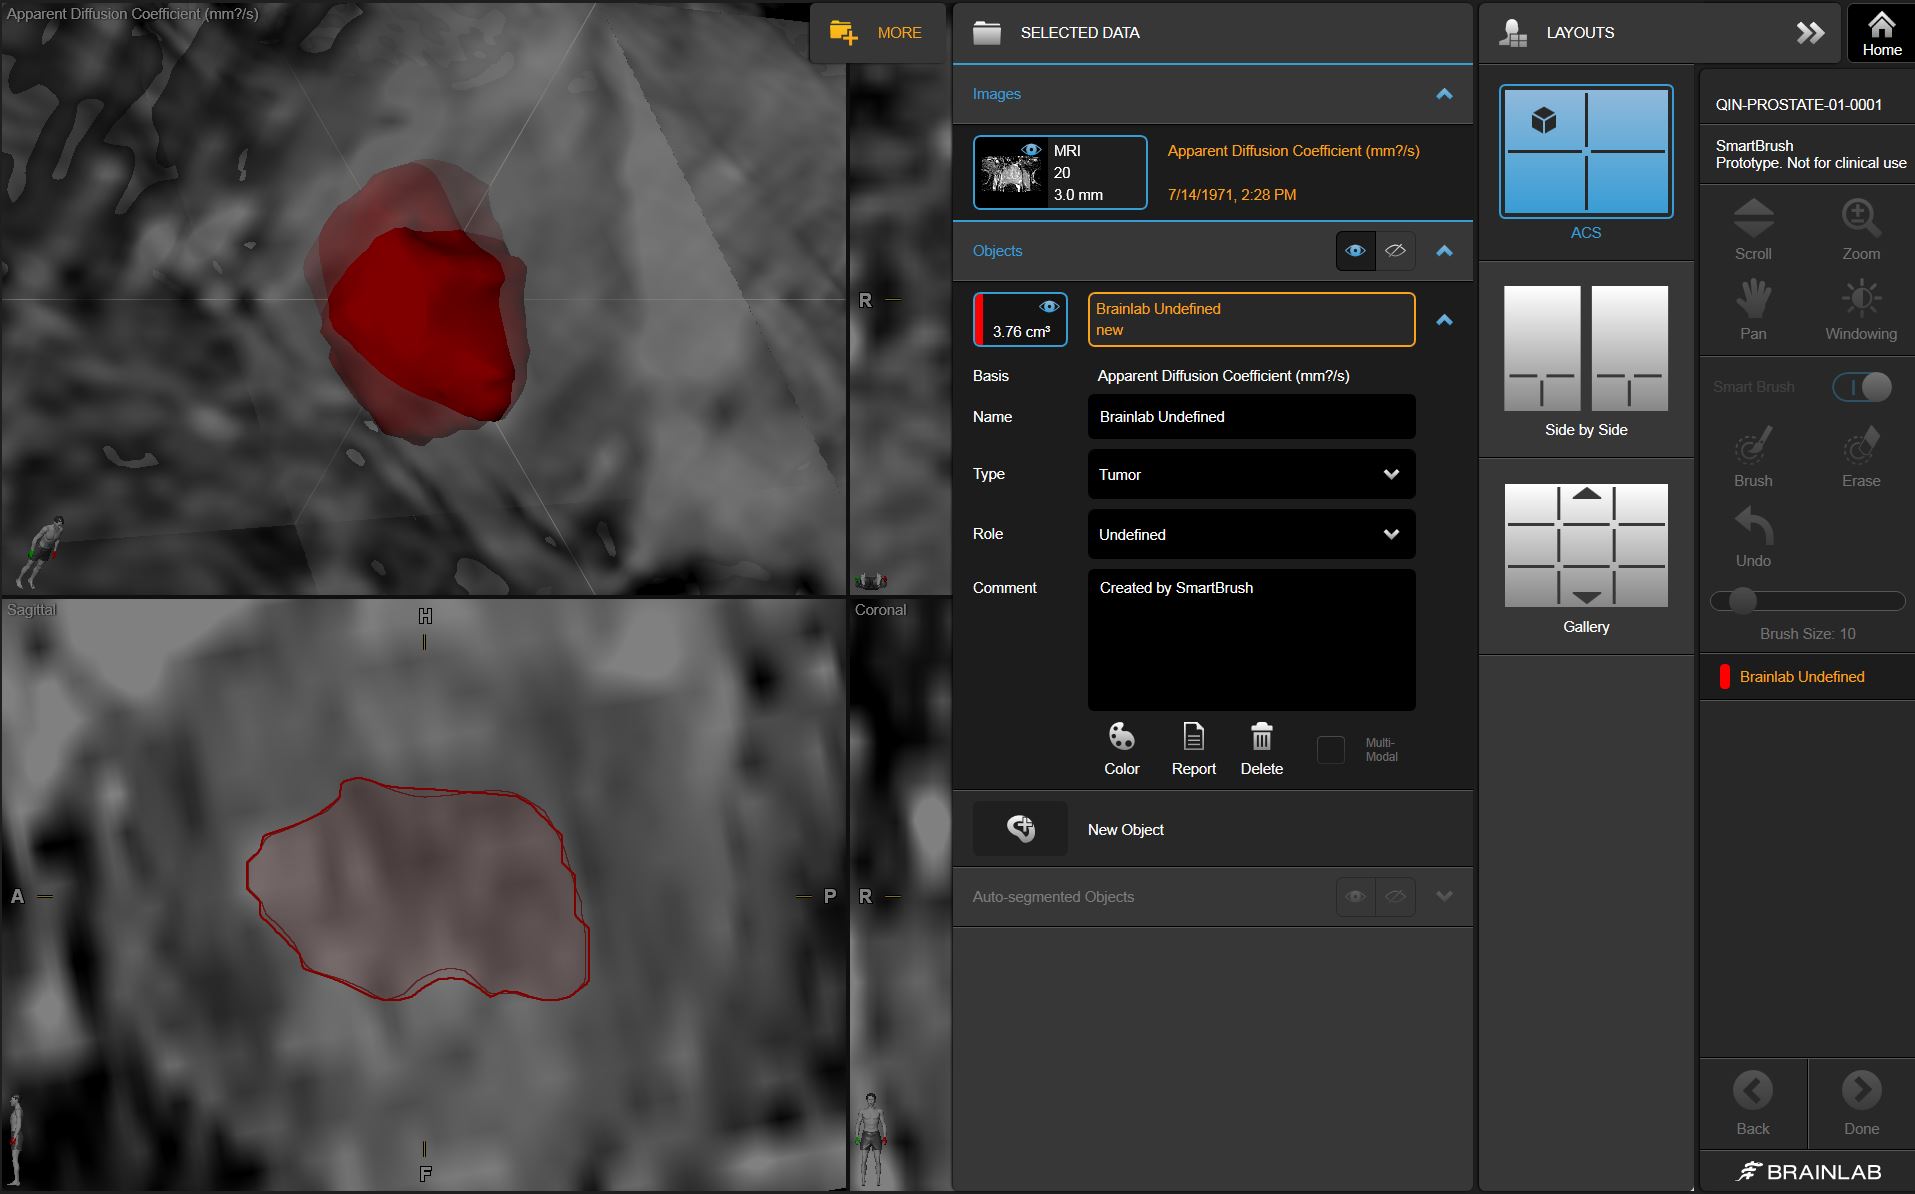 Apparent Diffusion Coefficient (mm?/s)
MORE
R
Sagittal
H
A
P
F
Coronal
R
SELECTED DATA
Images
MRI
20
3.0 mm
Apparent Diffusion Coefficient (mm?/s)
7/14/1971, 2:28 PM
Objects
3.76 cm³
Brainlab Undefined
new
Basis
Apparent Diffusion Coefficient (mm?/s)
Name
Brainlab Undefined
Type
Tumor
Role
Undefined
Comment
Created by SmartBrush
Color
Report
Delete
Multi-
Modal
New Object
Auto-segmented Objects
LAYOUTS
ACS
Side by Side
Gallery
Home
QIN-PROSTATE-01-0001
SmartBrush
Prototype. Not for clinical use
Scroll
Zoom
Pan
Windowing
Smart Brush
Brush
Erase
Undo
Brush Size: 10
Brainlab Undefined
Back
Done
BRAINLAB